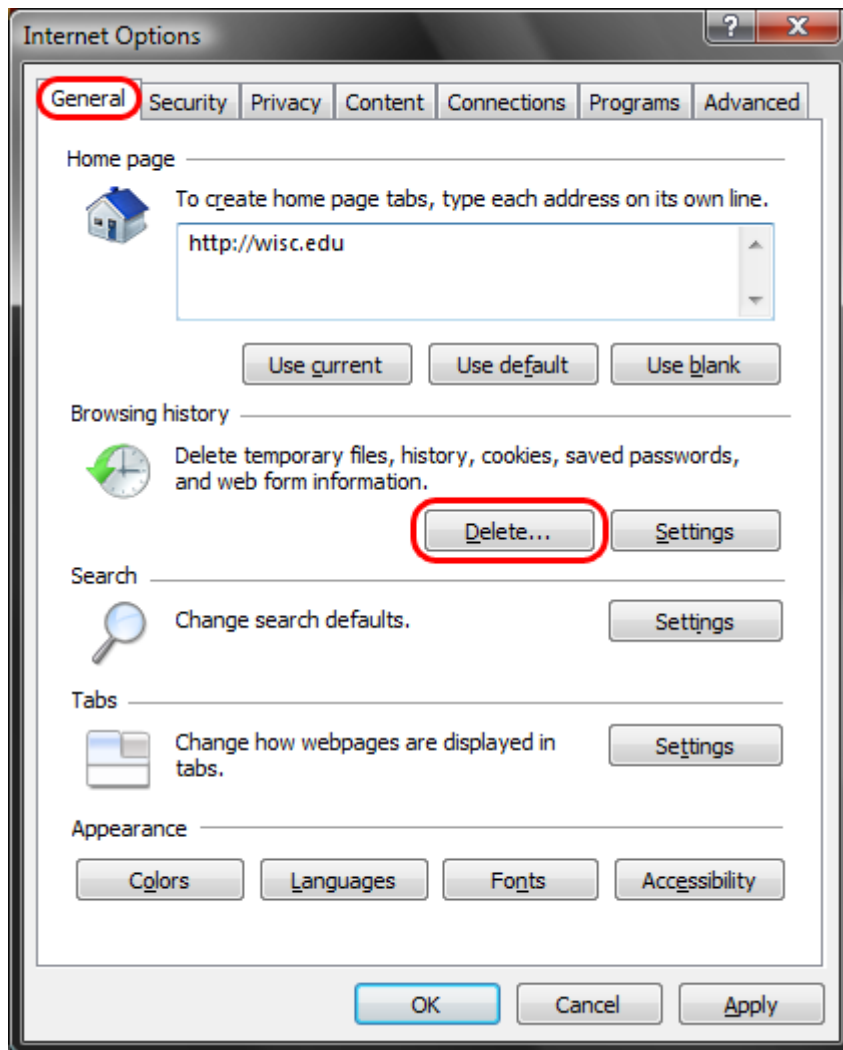 Internet Options
?
X
General Security Privacy Content Connections Programs Advanced
Home page
To create home page tabs, type each address on its own line.
http://wisc.edu
Use current Use default Use blank
Browsing history
Delete temporary files, history, cookies, saved passwords,
and web form information.
Delete... Settings
Search
Change search defaults. Settings
Tabs
Change how webpages are displayed in
tabs.
Settings
Appearance
Colors Languages Fonts Accessibility
OK Cancel Apply